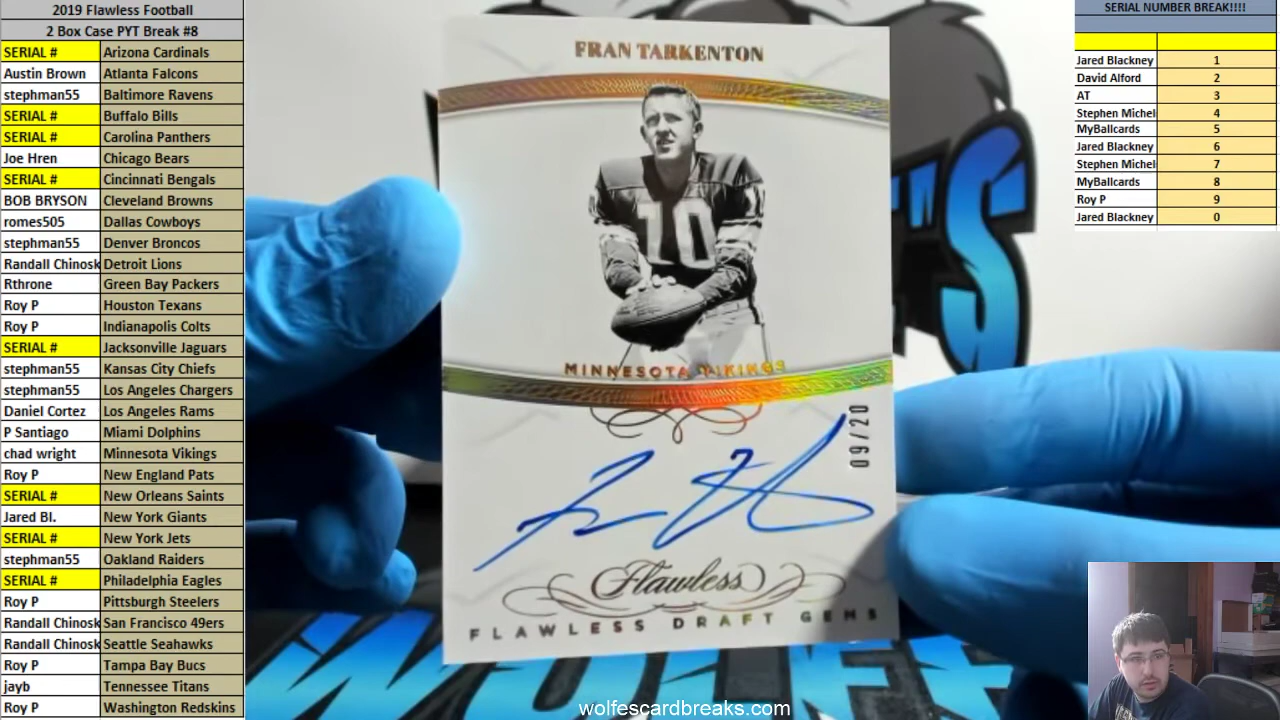 2019 Flawless Football
2 Box Case PYT Break #8
SERIAL # Arizona Cardinals
Austin Brown Atlanta Falcons
stephman55 Baltimore Ravens
SERIAL # Buffalo Bills
SERIAL # Carolina Panthers
Joe Hren Chicago Bears
SERIAL # Cincinnati Bengals
BOB BRYSON Cleveland Browns
romes505 Dallas Cowboys
stephman55 Denver Broncos
Randall Chinosk Detroit Lions
Rthrone Green Bay Packers
Roy P Houston Texans
Roy P Indianapolis Colts
SERIAL # Jacksonville Jaguars
stephman55 Kansas City Chiefs
stephman55 Los Angeles Chargers
Daniel Cortez Los Angeles Rams
P Santiago Miami Dolphins
chad wright Minnesota Vikings
Roy P New England Pats
SERIAL # New Orleans Saints
Jared Bl. New York Giants
SERIAL # New York Jets
stephman55 Oakland Raiders
SERIAL # Philadelphia Eagles
Roy P Pittsburgh Steelers
Randall Chinosk San Francisco 49ers
Randall Chinosk Seattle Seahawks
Roy P Tampa Bay Bucs
jayb Tennessee Titans
Roy P Washington Redskins
FRAN TARKENTON
10
MINNESOTA VIKINGS
09/20
Flawless
FLAWLESS DRAFT GEMS
wolfescardbreaks.com
SERIAL NUMBER BREAK!!!!
Jared Blackney 1
David Alford 2
AT 3
Stephen Michel 4
MyBallcards 5
Jared Blackney 6
Stephen Michel 7
MyBallcards 8
Roy P 9
Jared Blackney 0